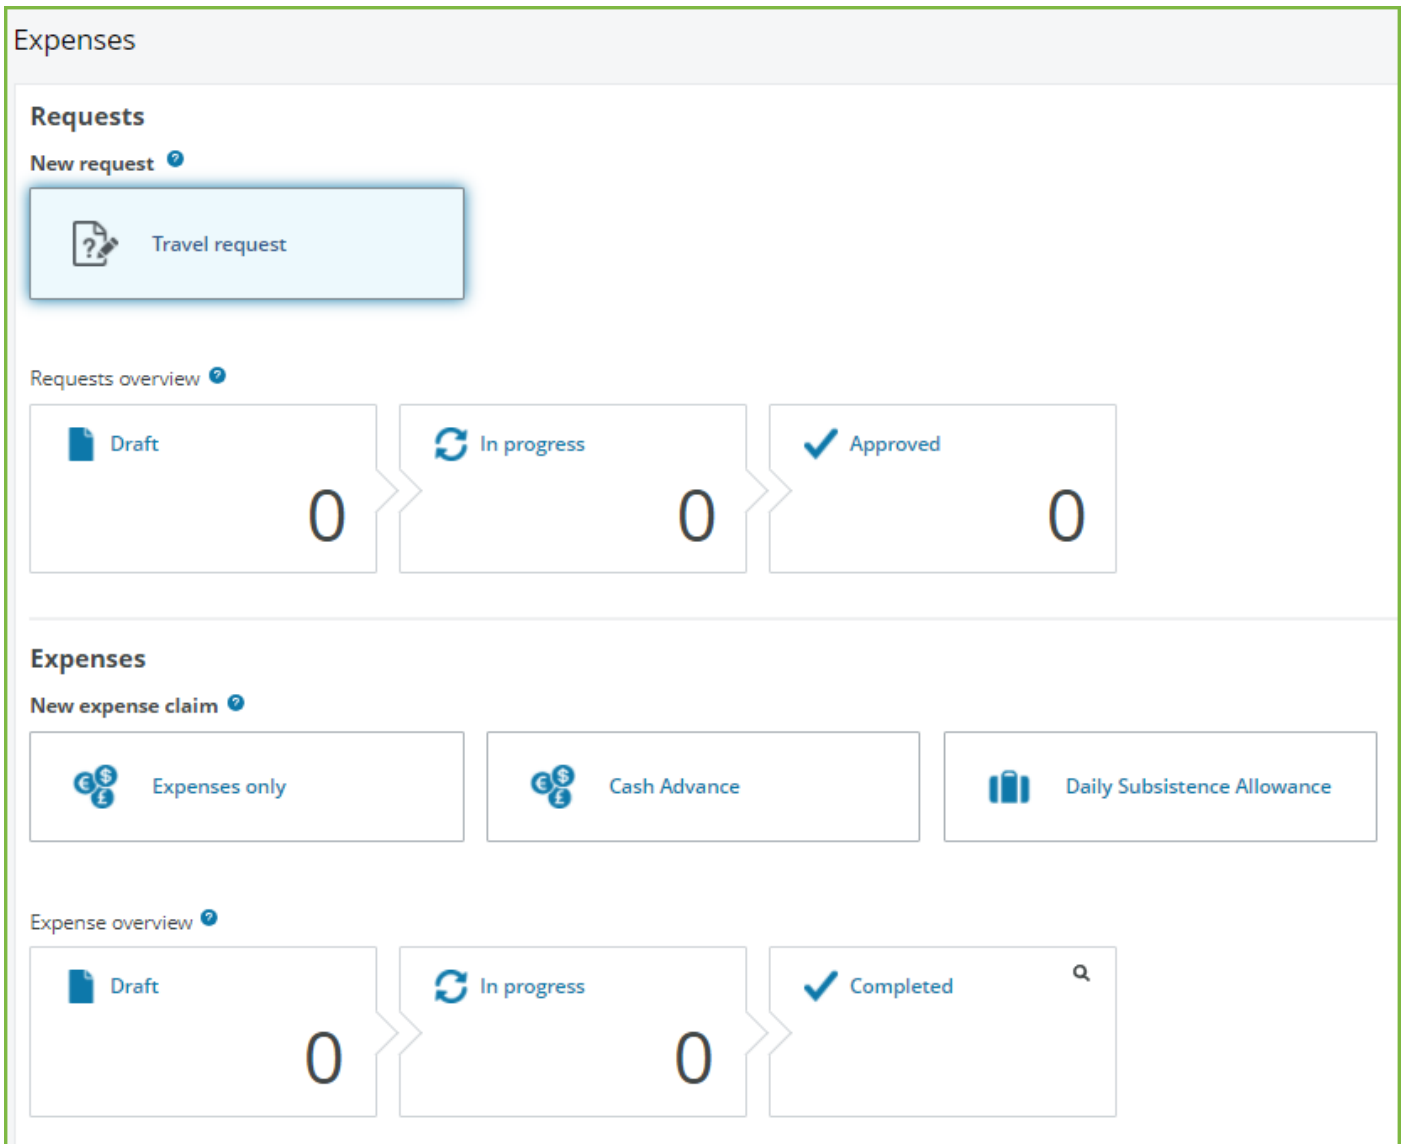 Expenses
Requests
New request ?
Travel request
Requests overview ?
Draft
In progress
Approved
0
0
0
Expenses
New expense claim ?
Expenses only
Cash Advance
Daily Subsistence Allowance
Expense overview ?
Draft
In progress
Completed
0
0